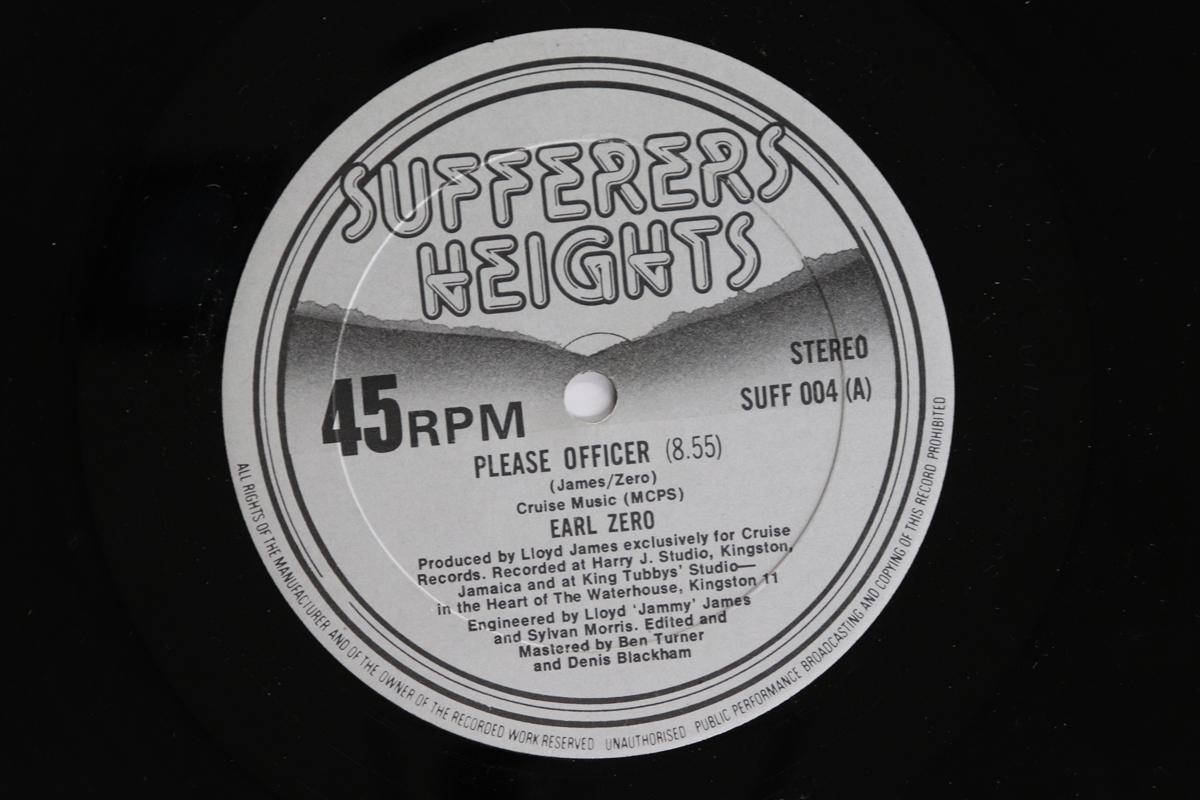 SUFFERERS
HEIGHTS
STEREO
SUFF 004 (A)
45 RPM
PLEASE OFFICER (8.55)
(James/Zero)
Cruise Music (MCPS)
EARL ZERO
Produced by Lloyd James exclusively for Cruise
Records. Recorded at Harry J. Studio, Kingston,
Jamaica and at King Tubbys' Studio—
in the Heart of The Waterhouse, Kingston 11
Engineered by Lloyd 'Jammy' James
and Sylvan Morris. Edited and
Mastered by Ben Turner
and Denis Blackham
ALL RIGHTS OF THE MANUFACTURER AND OF THE OWNER OF THE RECORDED WORK RESERVED UNAUTHORISED PUBLIC PERFORMANCE BROADCASTING AND COPYING OF THIS RECORD PROHIBITED